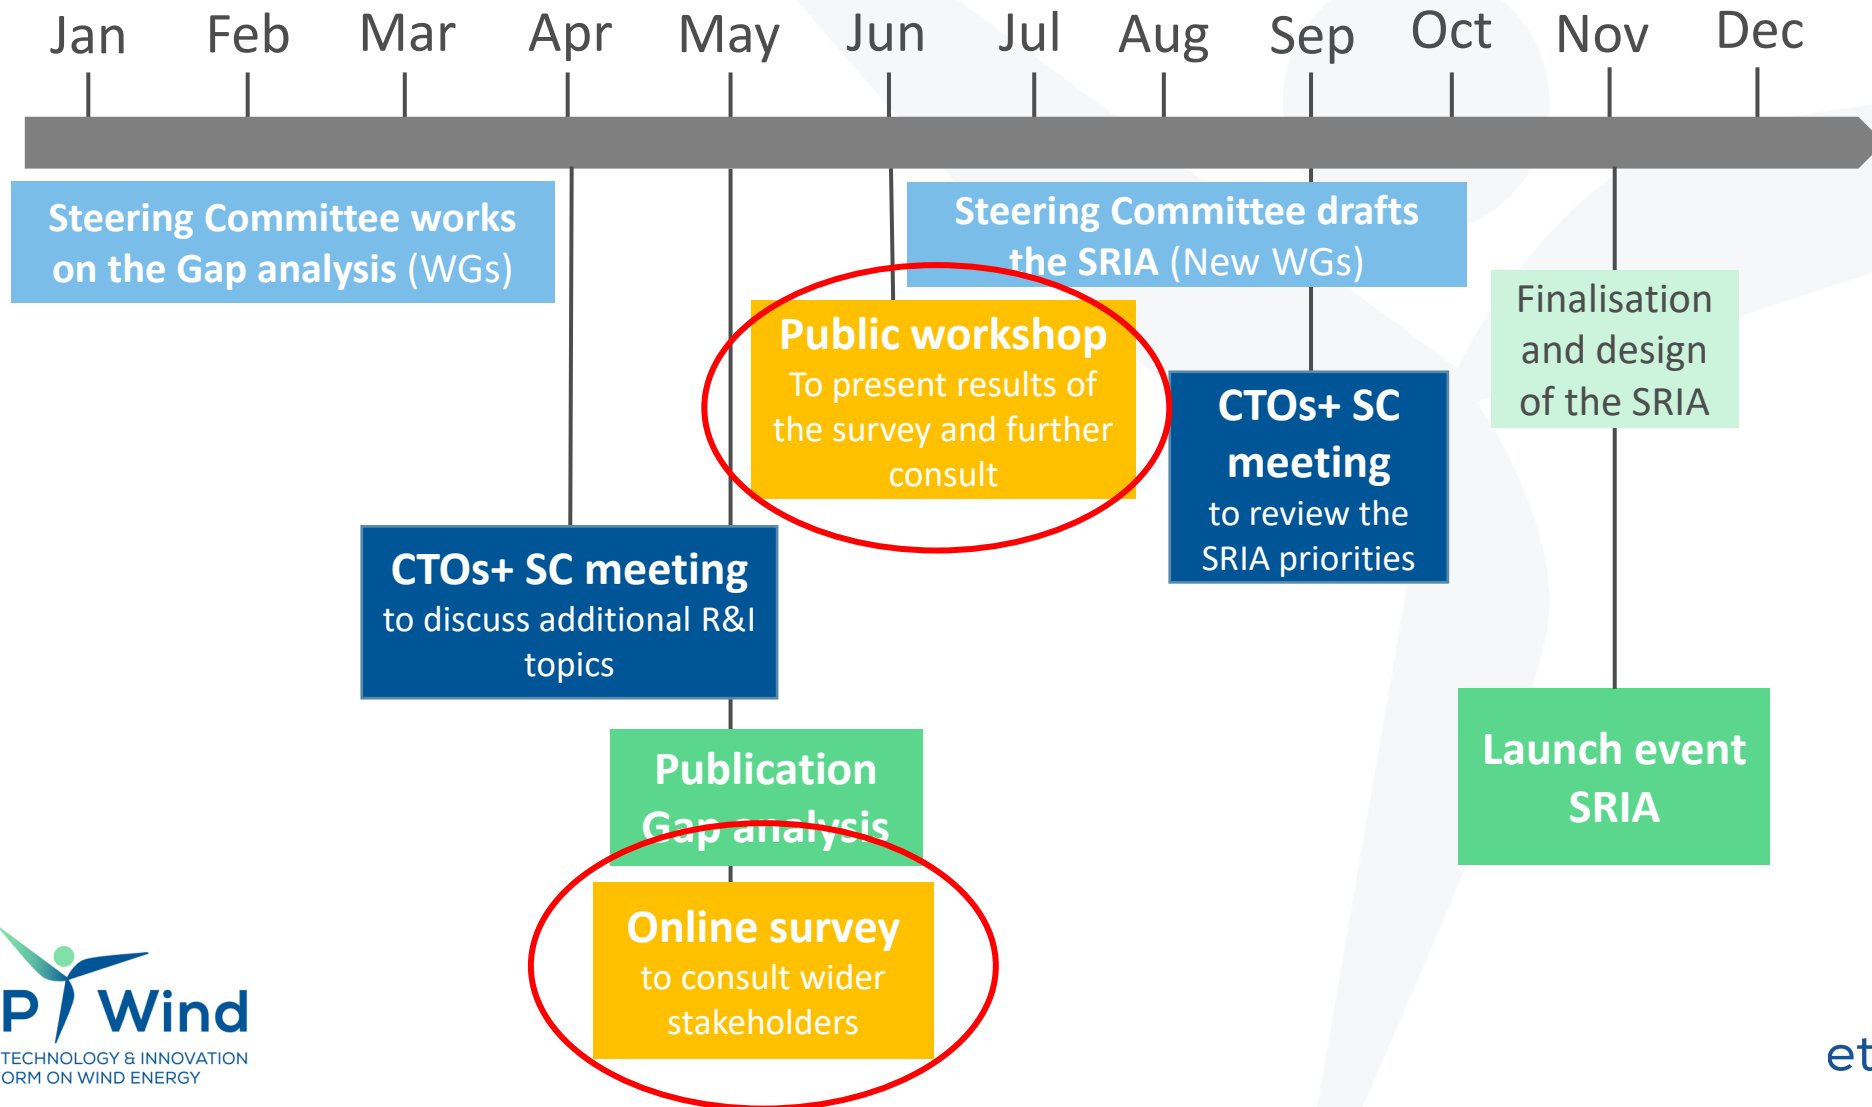 Jan Feb Mar Apr May Jun Jul Aug Sep Oct Nov Dec
Steering Committee works
on the Gap analysis (WGs)
Steering Committee drafts
the SRIA (New WGs)
Public workshop
To present results of
the survey and further
consult
CTOs+ SC
meeting
to review the
SRIA priorities
Finalisation
and design
of the SRIA
CTOs+ SC meeting
to discuss additional R&I
topics
Publication
Gap analysis
Online survey
to consult wider
stakeholders
Launch event
SRIA
P Wind
TECHNOLOGY & INNOVATION
FORM ON WIND ENERGY
et